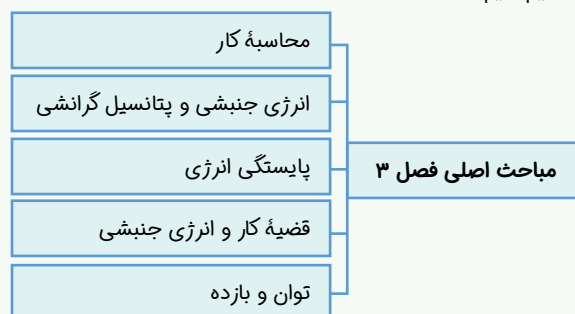 محاسبهٔ کار
انرژی جنبشی و پتانسیل گرانشی
پایستگی انرژی
مباحث اصلی فصل ۳
قضیهٔ کار و انرژی جنبشی
توان و بازده